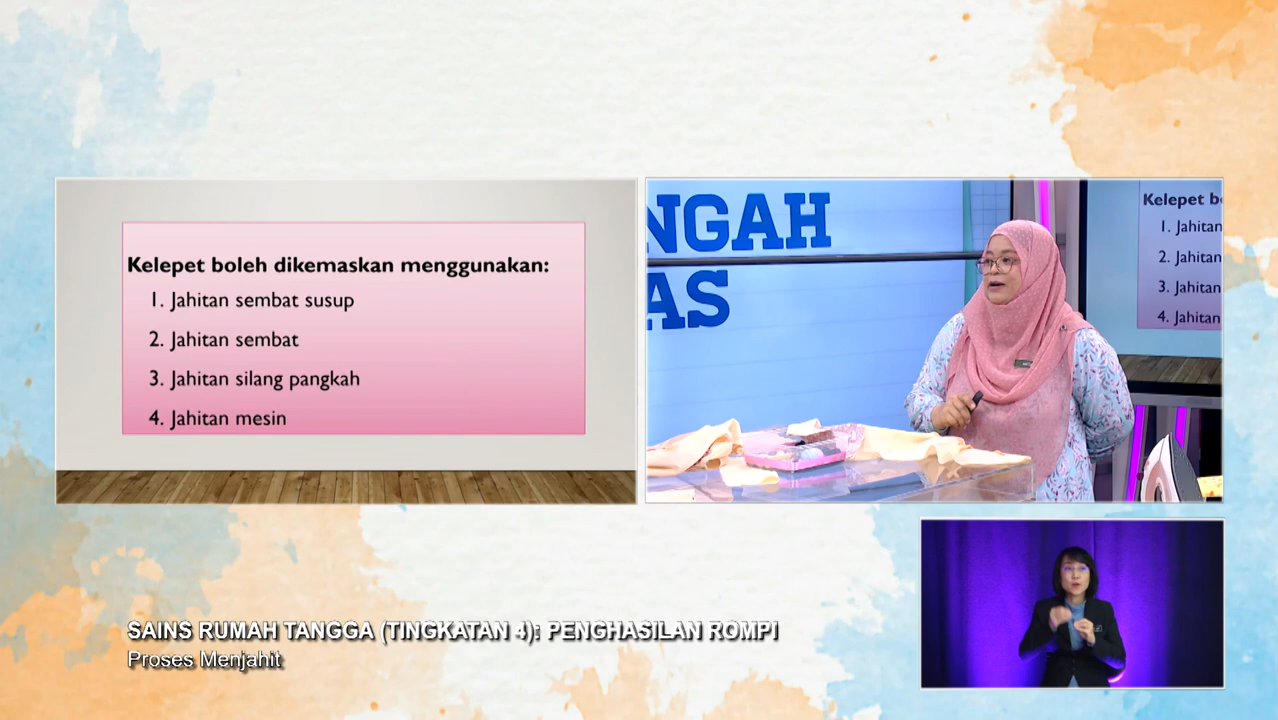 Kelepet boleh dikemaskan menggunakan:
1. Jahitan sembat susup
2. Jahitan sembat
3. Jahitan silang pangkah
4. Jahitan mesin
NGAH
AS
Kelepet b
1. Jahitan
2. Jahitan
3. Jahitan
4. Jahitan
SAINS RUMAH TANGGA (TINGKATAN 4): PENGHASILAN ROMPI
Proses Menjahit